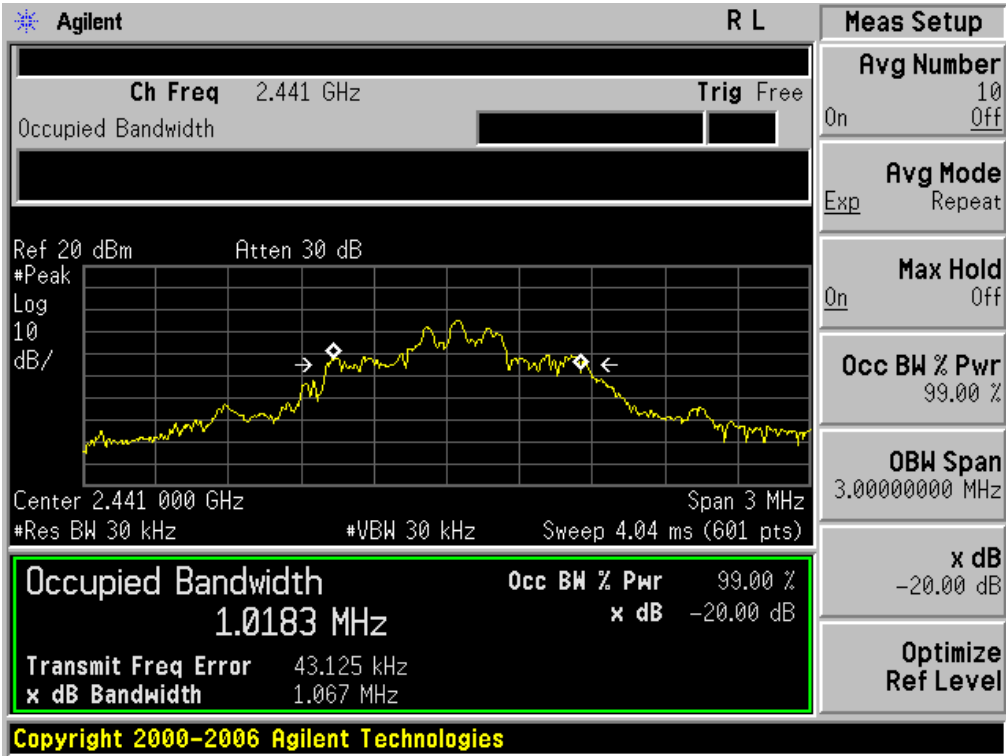 Agilent R L
Ch Freq 2.441 GHz Trig Free
Occupied Bandwidth
Ref 20 dBm Atten 30 dB
#Peak
Log
10
dB/
Center 2.441 000 GHz Span 3 MHz
#Res BW 30 kHz #VBW 30 kHz Sweep 4.04 ms (601 pts)
Occupied Bandwidth Occ BW % Pwr 99.00 %
1.0183 MHz x dB -20.00 dB
Transmit Freq Error 43.125 kHz
x dB Bandwidth 1.067 MHz
Copyright 2000-2006 Agilent Technologies
Meas Setup
Avg Number
10
On Off
Avg Mode
Exp Repeat
Max Hold
On Off
Occ BW % Pwr
99.00 %
OBW Span
3.00000000 MHz
x dB
-20.00 dB
Optimize
Ref Level